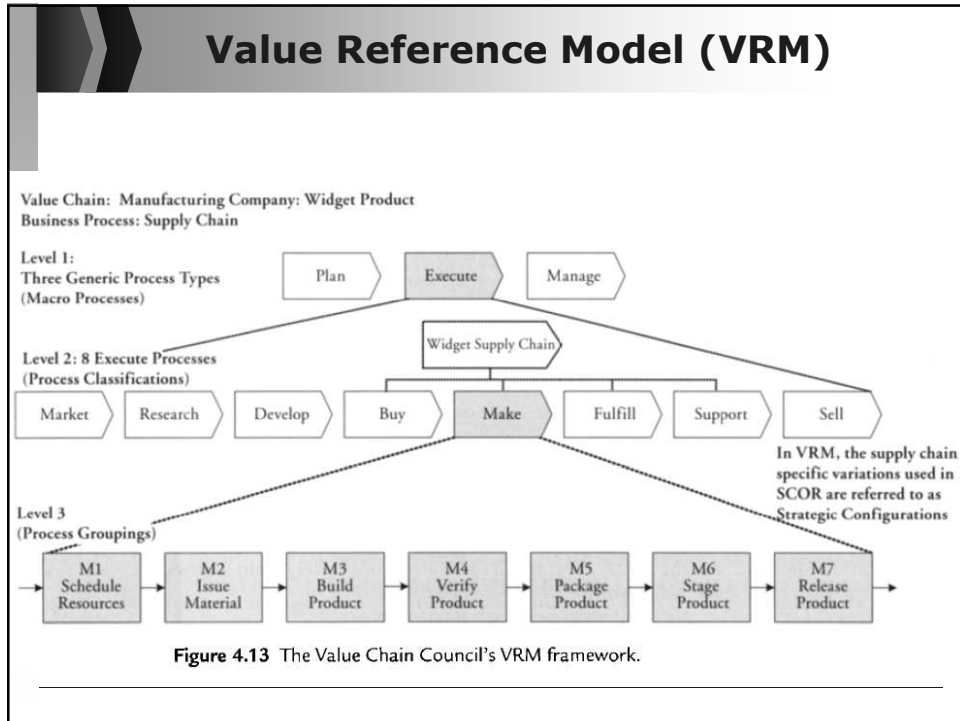 Value Reference Model (VRM)
Value Chain: Manufacturing Company: Widget Product
Business Process: Supply Chain
Level 1:
Three Generic Process Types
(Macro Processes)
Plan
Execute
Manage
Widget Supply Chain
Level 2: 8 Execute Processes
(Process Classifications)
Market
Research
Develop
Buy
Make
Fulfill
Support
Sell
In VRM, the supply chain
specific variations used in
SCOR are referred to as
Strategic Configurations
Level 3
(Process Groupings)
M1
Schedule
Resources
M2
Issue
Material
M3
Build
Product
M4
Verify
Product
M5
Package
Product
M6
Stage
Product
M7
Release
Product
Figure 4.13 The Value Chain Council's VRM framework.